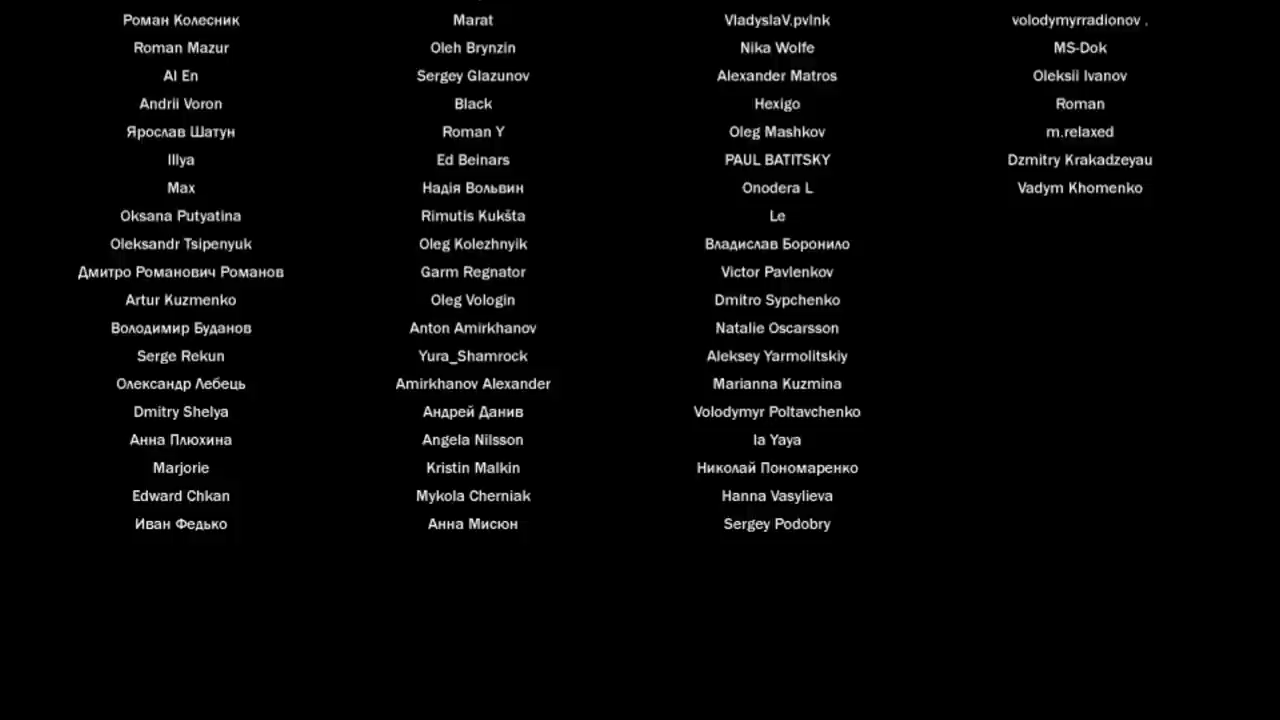 Роман Колесник
Roman Mazur
Al En
Andrii Voron
Ярослав Шатун
Illya
Max
Oksana Putyatina
Oleksandr Tsipenyuk
Дмитро Романович Романов
Artur Kuzmenko
Володимир Буданов
Serge Rekun
Олександр Лебець
Dmitry Shelya
Анна Плюхина
Marjorie
Edward Chkan
Иван Федько
Marat
Oleh Brynzin
Sergey Glazunov
Black
Roman Y
Ed Beinars
Надія Вольвин
Rimutis Kukšta
Oleg Kolezhnyik
Garm Regnator
Oleg Vologin
Anton Amirkhanov
Yura_Shamrock
Amirkhanov Alexander
Андрей Данив
Angela Nilsson
Kristin Malkin
Mykola Cherniak
Анна Мисюн
VladyslaV.pvlnk
Nika Wolfe
Alexander Matros
Hexigo
Oleg Mashkov
PAUL BATITSKY
Onodera L
Le
Владислав Боронило
Victor Pavlenkov
Dmitro Sypchenko
Natalie Oscarsson
Aleksey Yarmolitskiy
Marianna Kuzmina
Volodymyr Poltavchenko
Ia Yaya
Николай Пономаренко
Hanna Vasylieva
Sergey Podobry
volodymyrradionov .
MS-Dok
Oleksii Ivanov
Roman
m.relaxed
Dzmitry Krakadzeyau
Vadym Khomenko